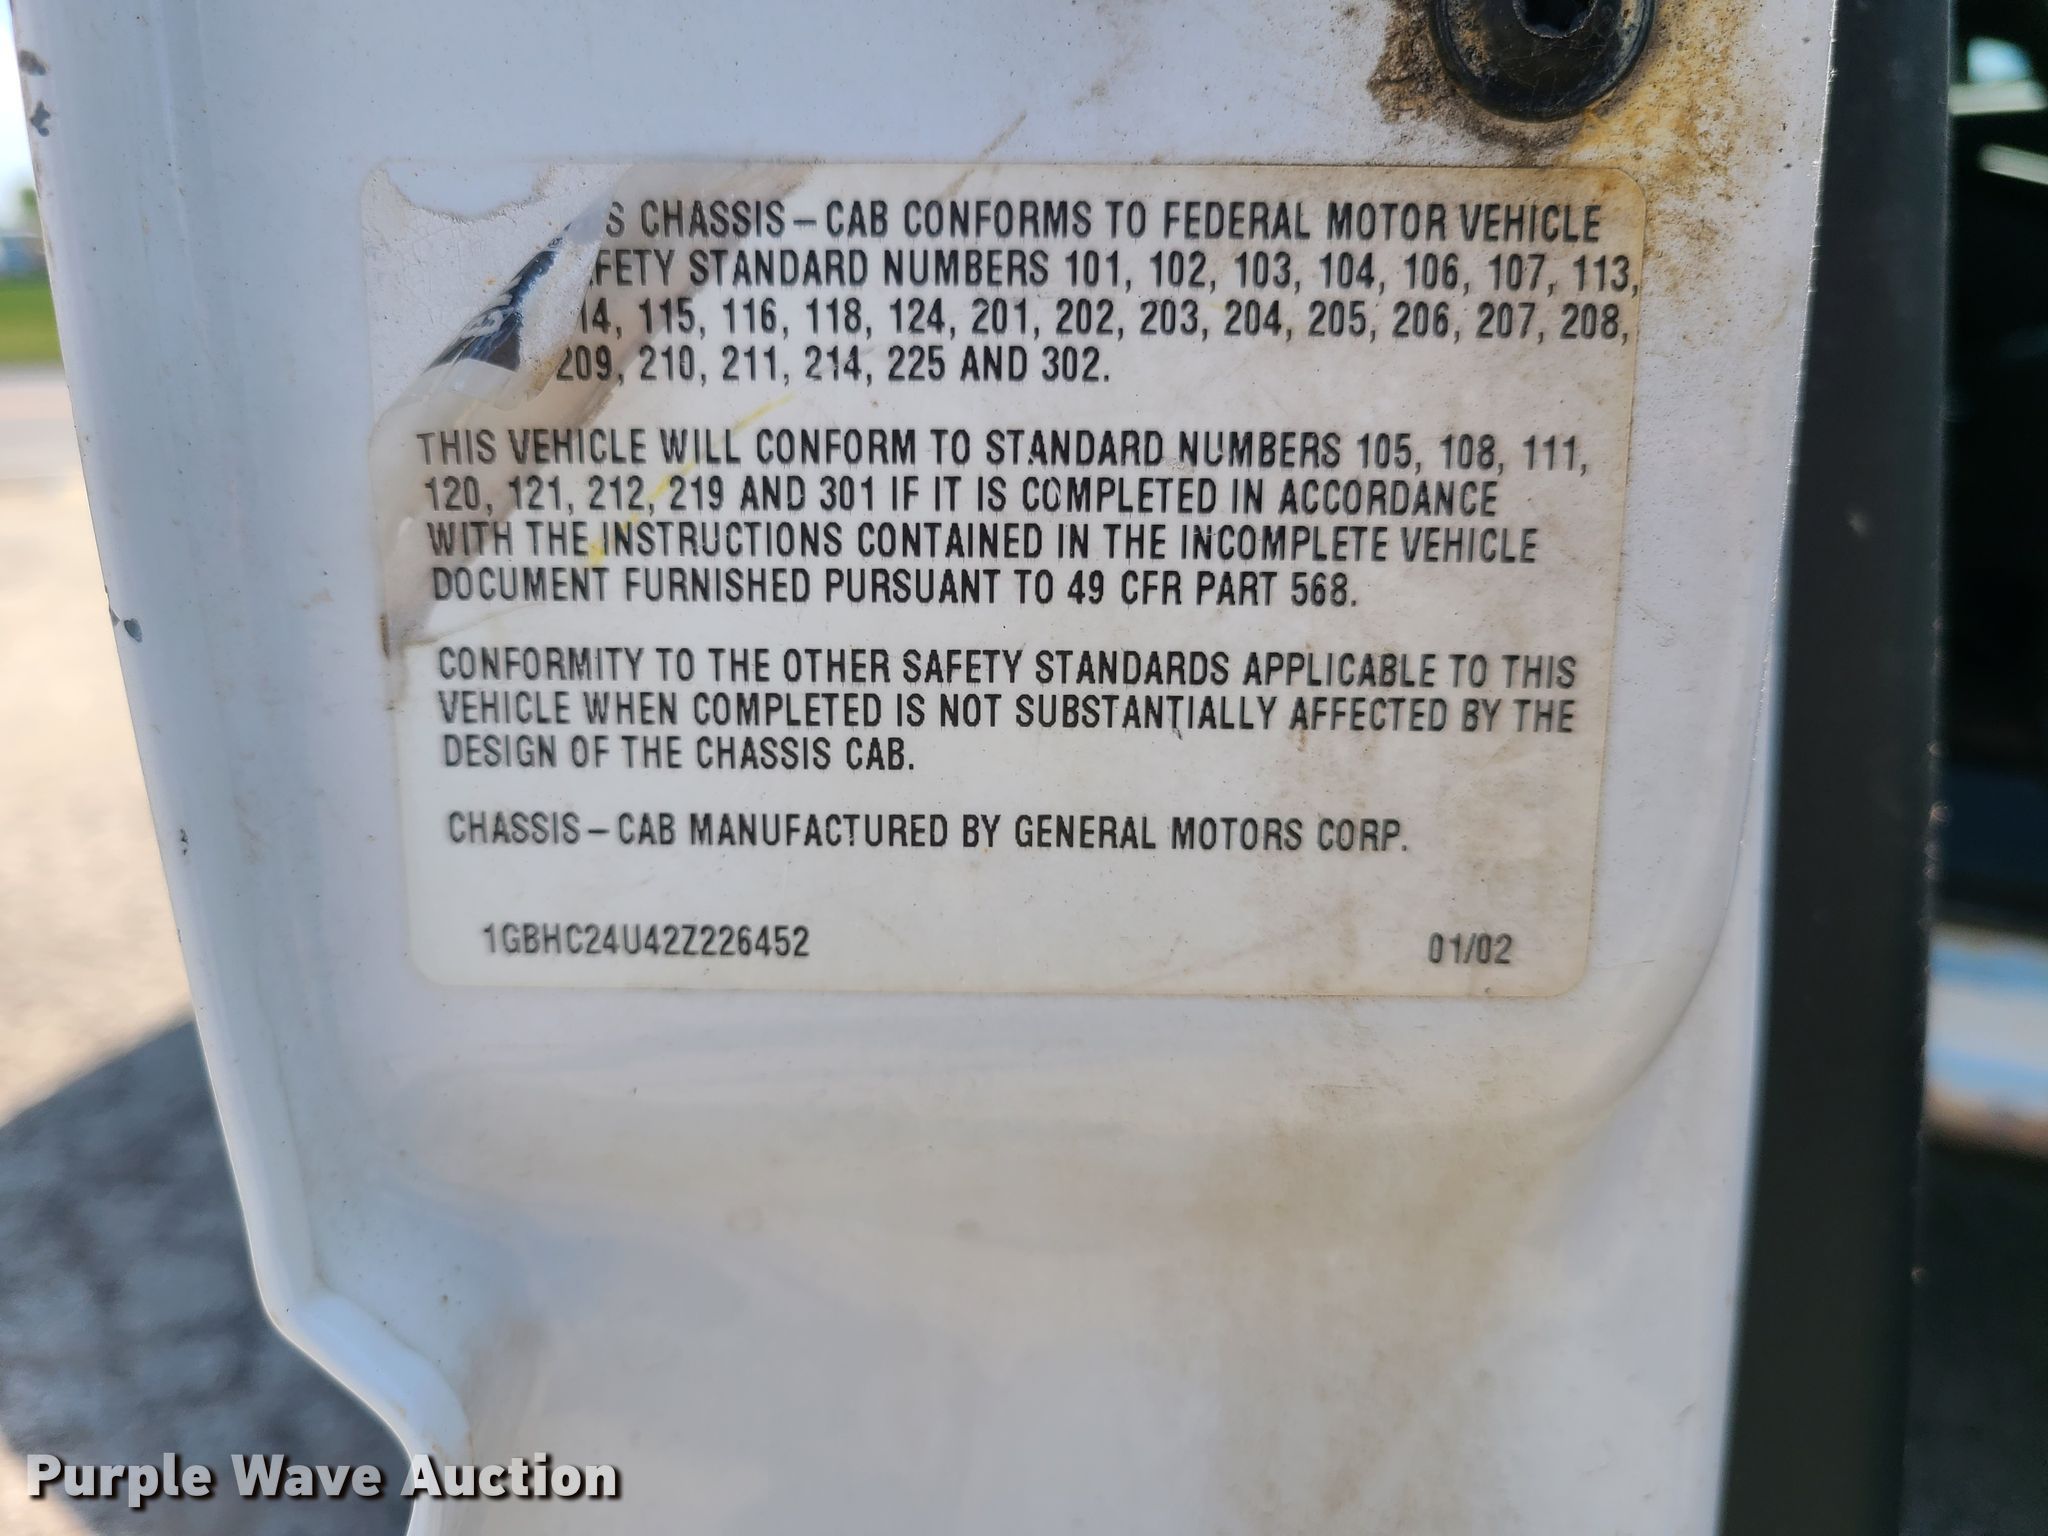 S CHASSIS-CAB CONFORMS TO FEDERAL MOTOR VEHICLE
FETY STANDARD NUMBERS 101, 102, 103, 104, 106, 107, 113,
14, 115, 116, 118, 124, 201, 202, 203, 204, 205, 206, 207, 208,
209, 210, 211, 214, 225 AND 302.
THIS VEHICLE WILL CONFORM TO STANDARD NUMBERS 105, 108, 111,
120, 121, 212, 219 AND 301 IF IT IS COMPLETED IN ACCORDANCE
WITH THE INSTRUCTIONS CONTAINED IN THE INCOMPLETE VEHICLE
DOCUMENT FURNISHED PURSUANT TO 49 CFR PART 568.
CONFORMITY TO THE OTHER SAFETY STANDARDS APPLICABLE TO THIS
VEHICLE WHEN COMPLETED IS NOT SUBSTANTIALLY AFFECTED BY THE
DESIGN OF THE CHASSIS CAB.
CHASSIS-CAB MANUFACTURED BY GENERAL MOTORS CORP.
1GBHC24U42Z226452 01/02
Purple Wave Auction